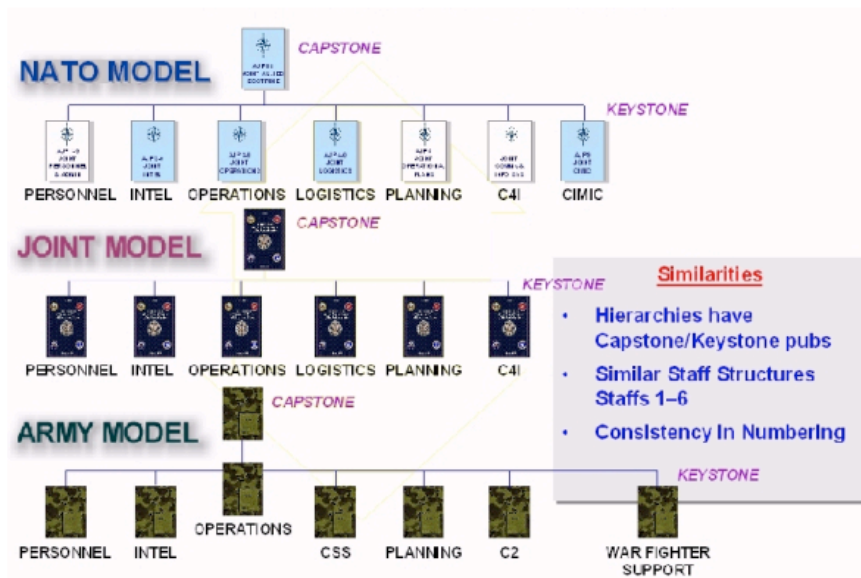 CAPSTONE
NATO MODEL
KEYSTONE
PERSONNEL INTEL OPERATIONS LOGISTICS PLANNING C4I CIMIC
CAPSTONE
JOINT MODEL
KEYSTONE
PERSONNEL INTEL OPERATIONS LOGISTICS PLANNING C4I
CAPSTONE
ARMY MODEL
KEYSTONE
OPERATIONS
PERSONNEL INTEL CSS PLANNING C2 WAR FIGHTER
SUPPORT
Similarities
• Hierarchies have
Capstone/Keystone pubs
• Similar Staff Structures
Staffs 1–6
• Consistency in Numbering